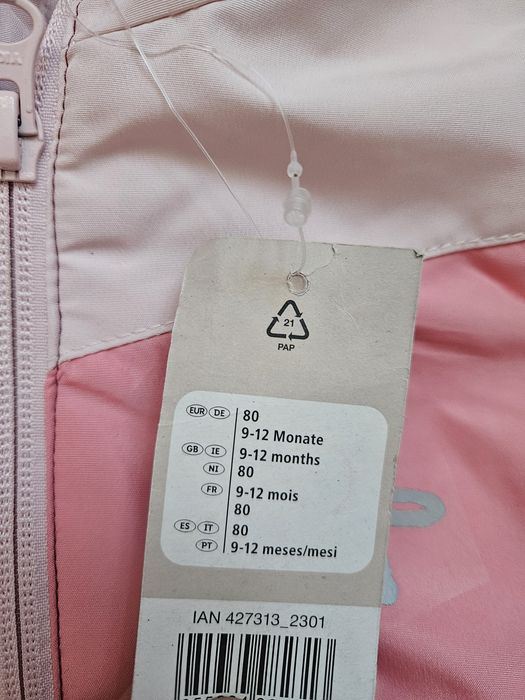 21
PAP
EUR DE 80
9-12 Monate
GB IE 9-12 months
NI 80
FR 9-12 mois
80
ES IT 80
PT 9-12 meses/mesi
IAN 427313_2301